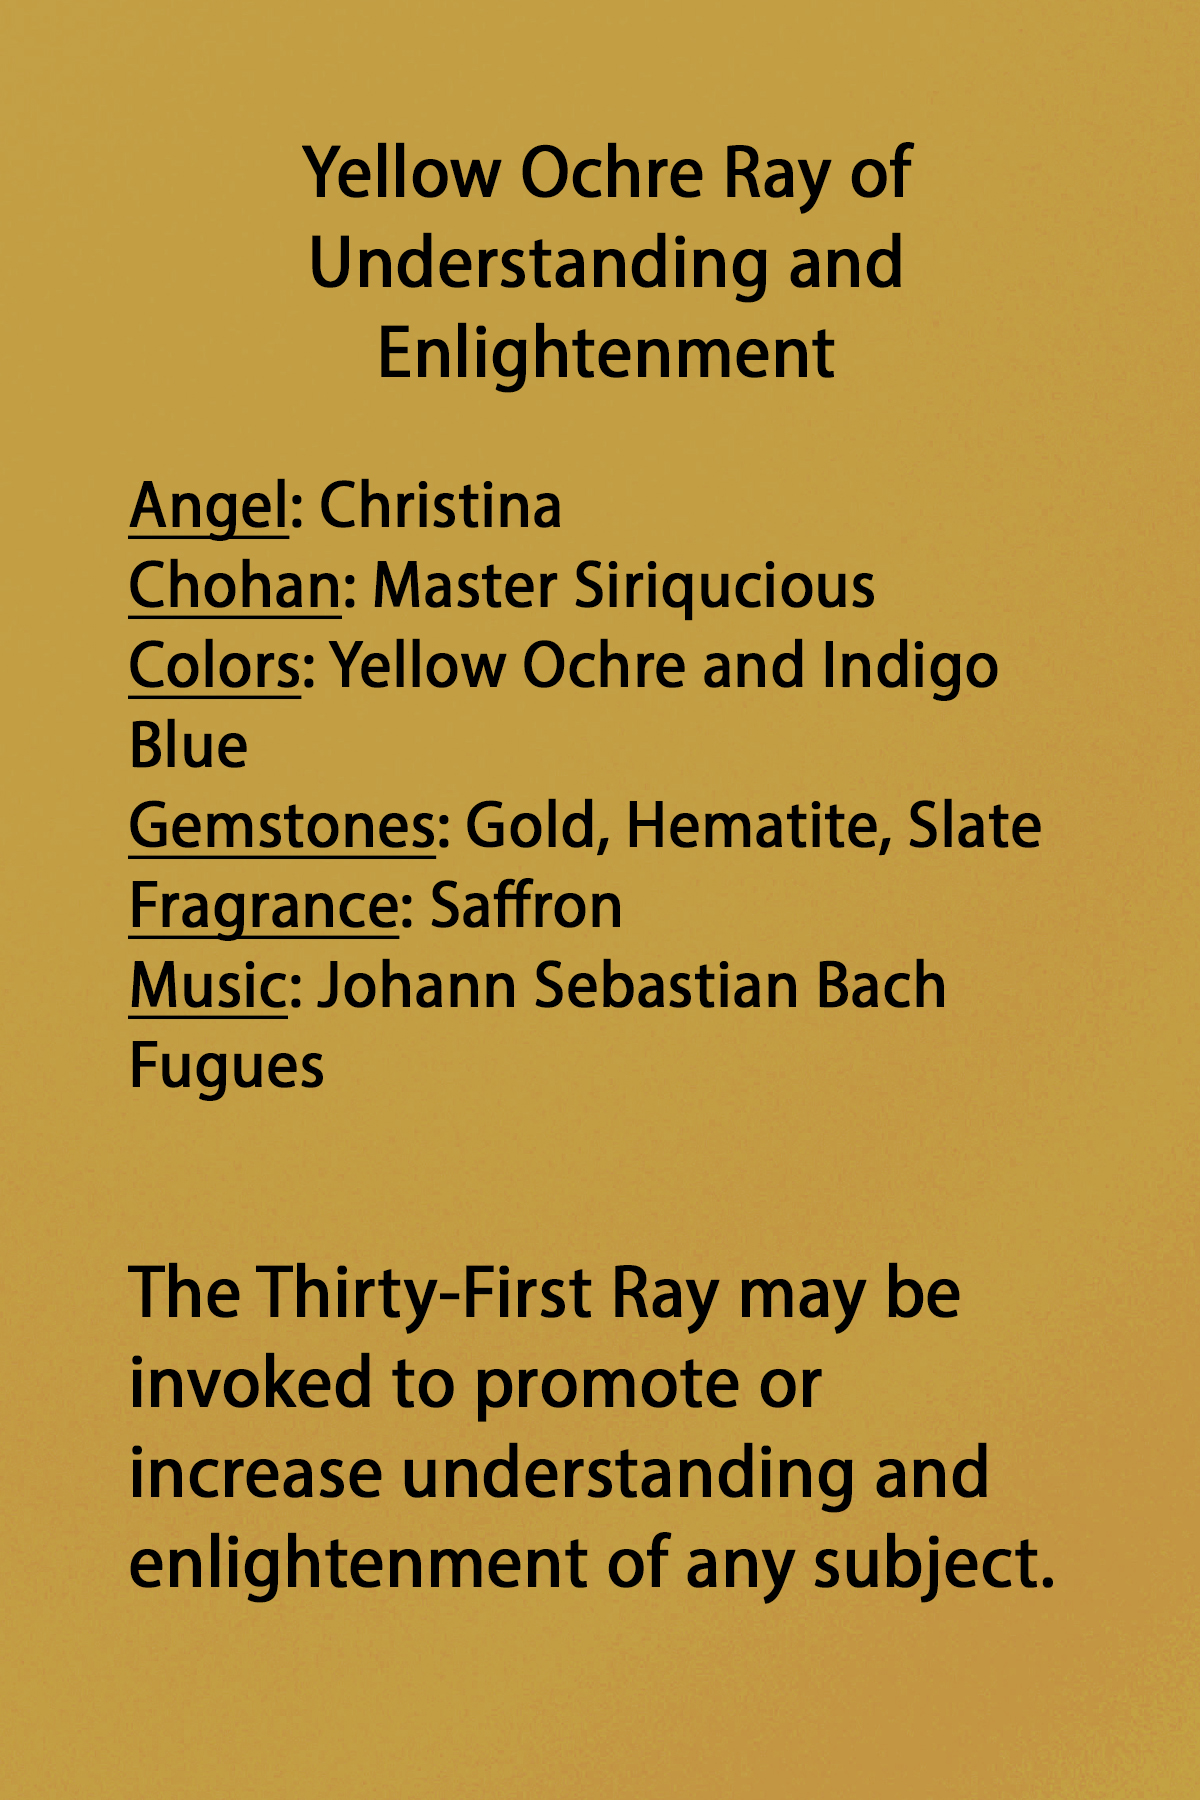 Yellow Ochre Ray of
Understanding and
Enlightenment
Angel: Christina
Chohan: Master Siriqucious
Colors: Yellow Ochre and Indigo
Blue
Gemstones: Gold, Hematite, Slate
Fragrance: Saffron
Music: Johann Sebastian Bach
Fugues
The Thirty-First Ray may be
invoked to promote or
increase understanding and
enlightenment of any subject.